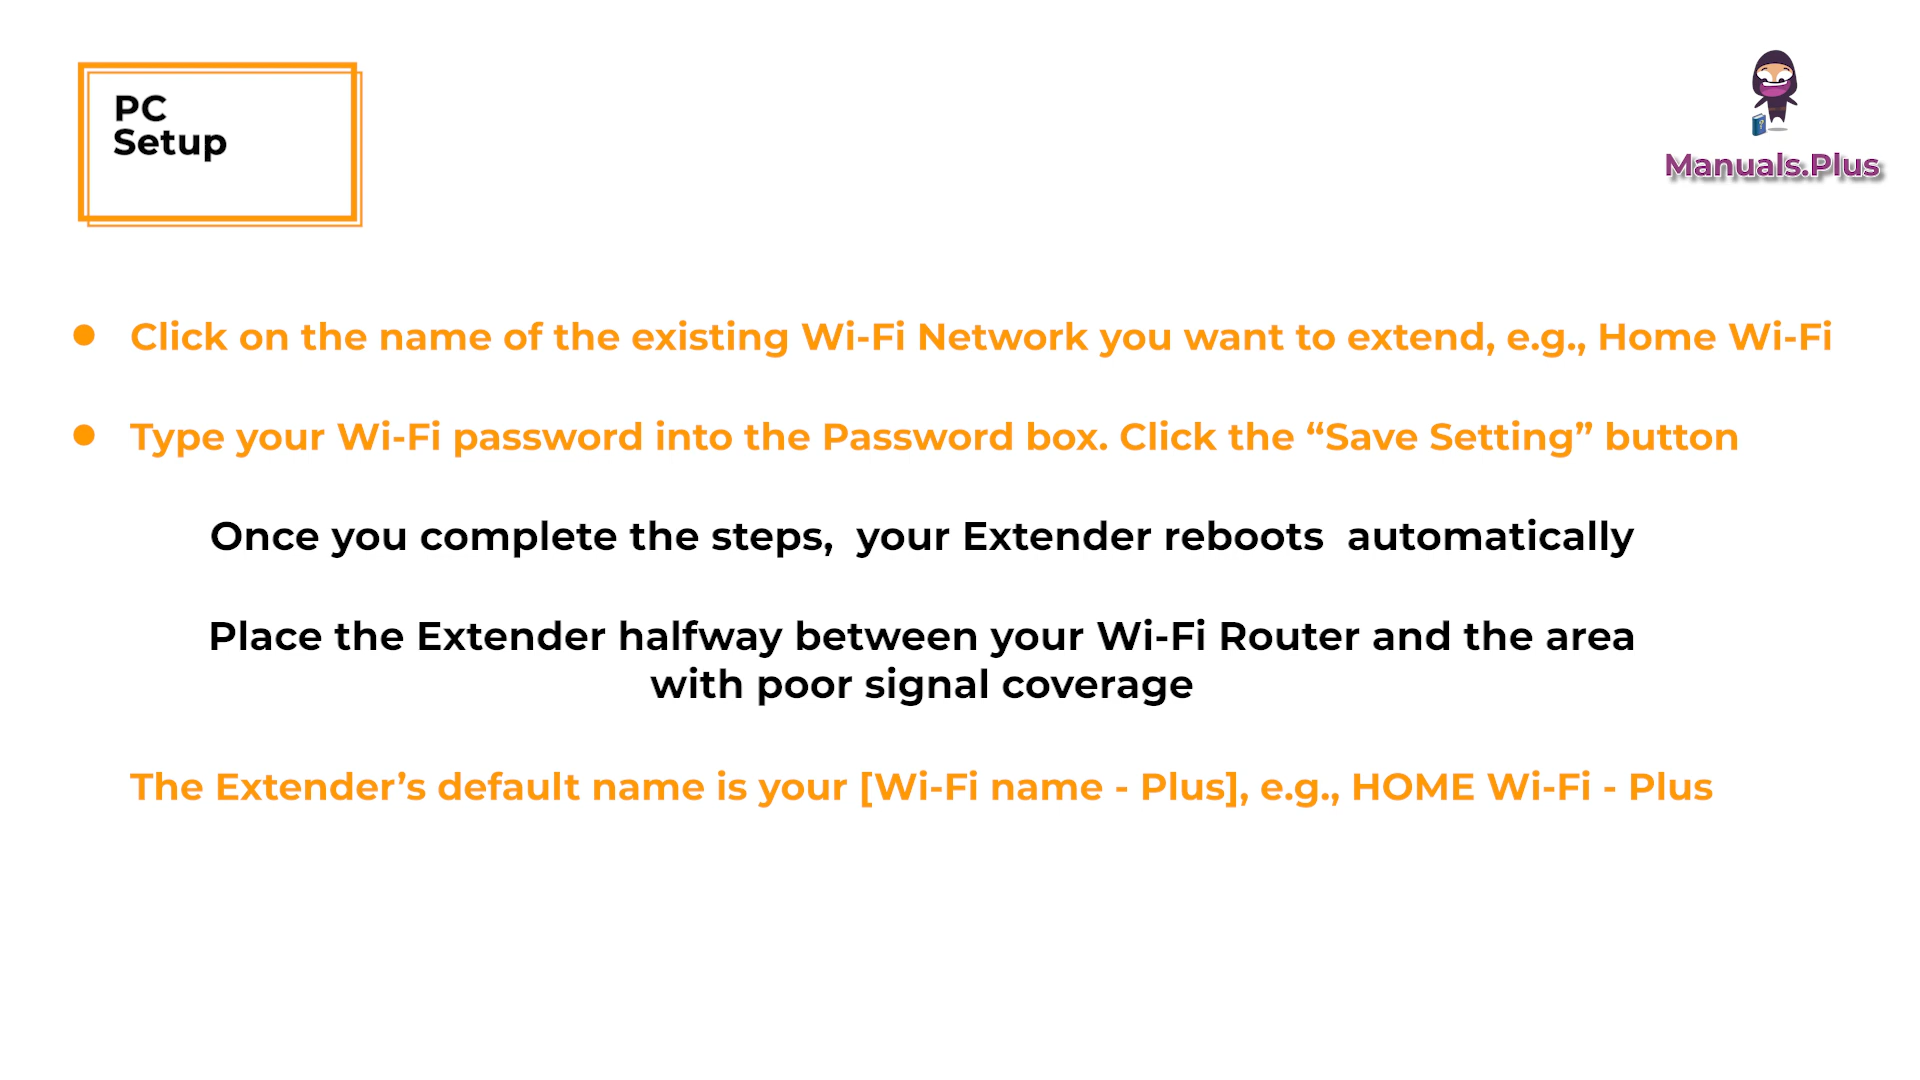 PC
Setup
Manuals.Plus
● Click on the name of the existing Wi-Fi Network you want to extend, e.g., Home Wi-Fi
● Type your Wi-Fi password into the Password box. Click the “Save Setting” button
Once you complete the steps,  your Extender reboots  automatically
Place the Extender halfway between your Wi-Fi Router and the area
with poor signal coverage
The Extender’s default name is your [Wi-Fi name - Plus], e.g., HOME Wi-Fi - Plus